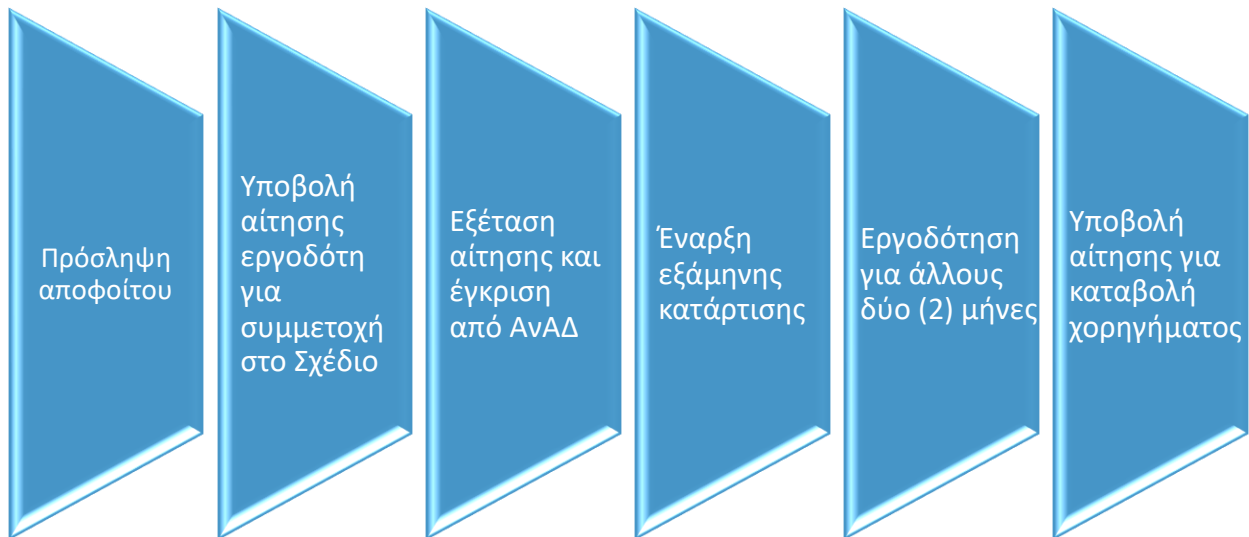 Πρόσληψη
αποφοίτου
Υποβολή
αίτησης
εργοδότη
για
συμμετοχή
στο Σχέδιο
Εξέταση
αίτησης και
έγκριση
από ΑνΑΔ
Έναρξη
εξάμηνης
κατάρτισης
Εργοδότηση
για άλλους
δύο (2) μήνες
Υποβολή
αίτησης για
καταβολή
χορηγήματος